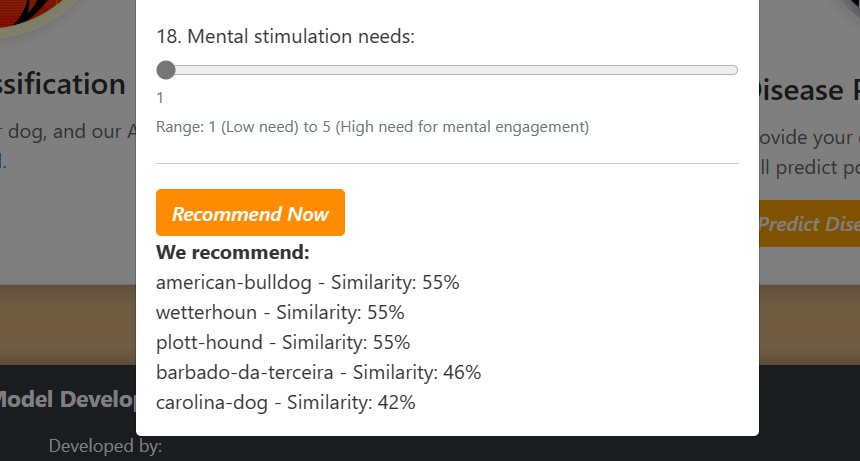 18. Mental stimulation needs:
1
Range: 1 (Low need) to 5 (High need for mental engagement)
Recommend Now
We recommend:
american-bulldog - Similarity: 55%
wetterhoun - Similarity: 55%
plott-hound - Similarity: 55%
barbado-da-terceira - Similarity: 46%
carolina-dog - Similarity: 42%
ssification
r dog, and our A
l.
isease P
ovide your
ll predict po
Predict Dise
Model Develop
Developed by: